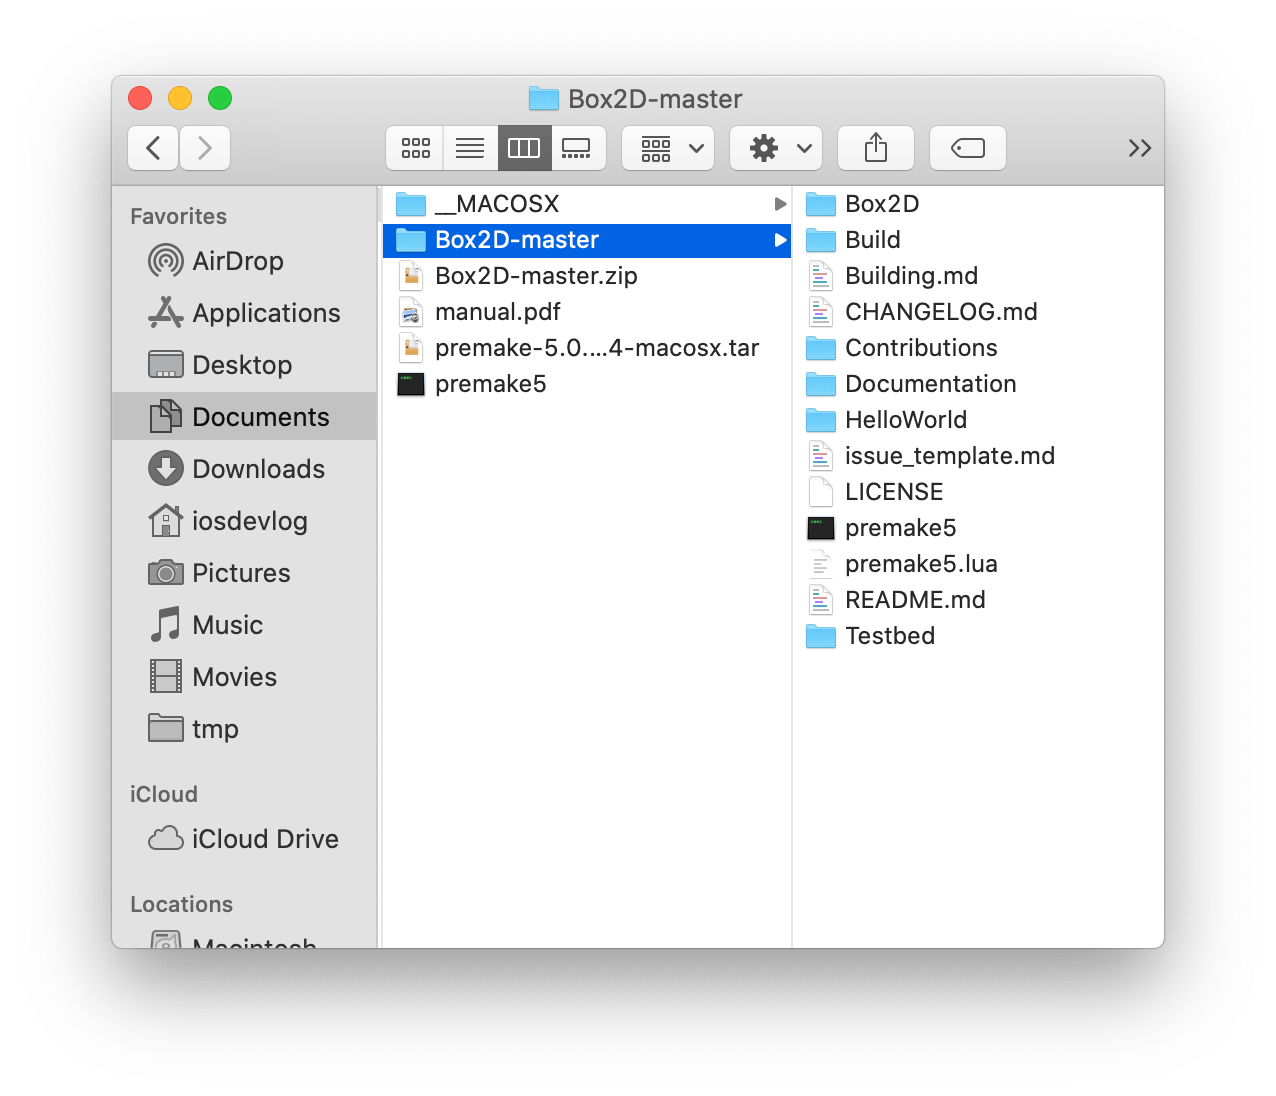 Box2D-master
Favorites
AirDrop
Applications
Desktop
Documents
Downloads
iosdevlog
Pictures
Music
Movies
tmp
iCloud
iCloud Drive
Locations
Macintosh
__MACOSX
Box2D-master
Box2D-master.zip
manual.pdf
premake-5.0....4-macosx.tar
premake5
Box2D
Build
Building.md
CHANGELOG.md
Contributions
Documentation
HelloWorld
issue_template.md
LICENSE
premake5
premake5.lua
README.md
Testbed